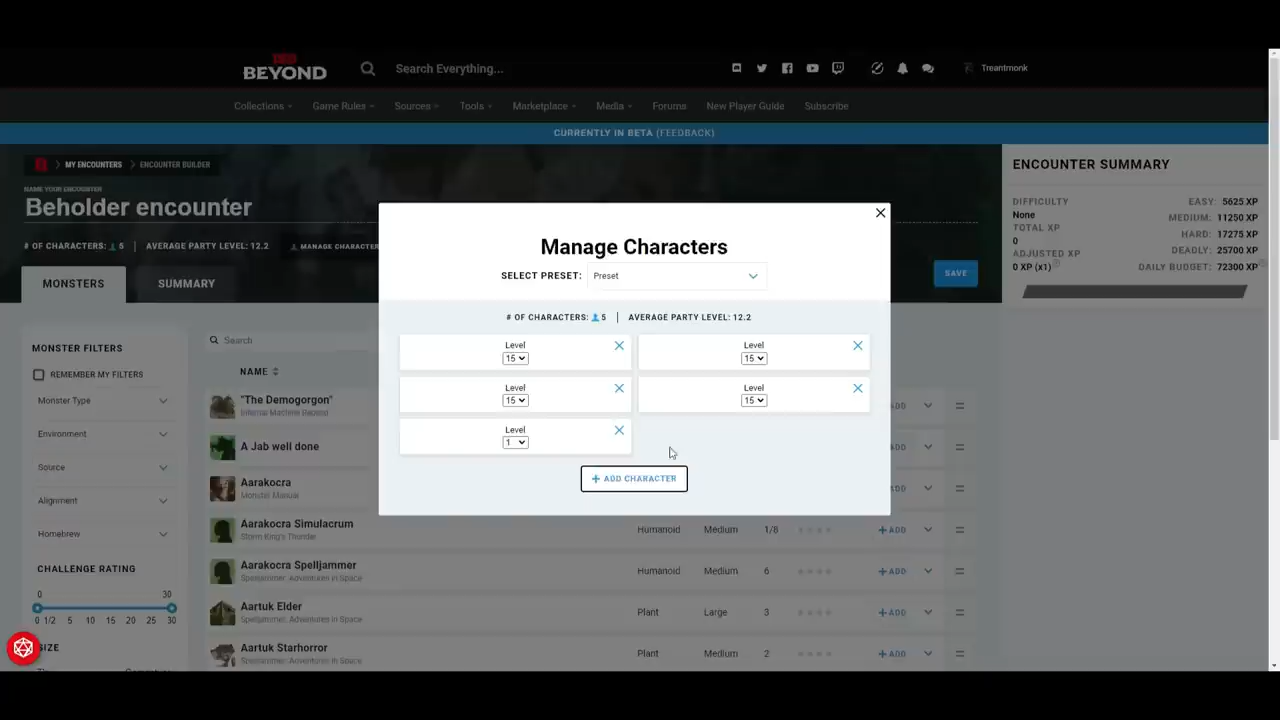 BEYOND
Search Everything...
Treantmonk
Collections
Game Rules
Sources
Tools
Marketplace
Media
Forums
New Player Guide
Subscribe
CURRENTLY IN BETA (FEEDBACK)
MY ENCOUNTERS
ENCOUNTER BUILDER
NAME YOUR ENCOUNTER
Beholder encounter
# OF CHARACTERS: 5 | AVERAGE PARTY LEVEL: 12.2
MANAGE CHARACTER
MONSTERS
SUMMARY
SAVE
ENCOUNTER SUMMARY
DIFFICULTY
None
TOTAL XP
0
ADJUSTED XP
0 XP (x1)
EASY: 5625 XP
MEDIUM: 11250 XP
HARD: 17275 XP
DEADLY: 25700 XP
DAILY BUDGET: 72300 XP
Manage Characters
SELECT PRESET: Preset
# OF CHARACTERS: 5 | AVERAGE PARTY LEVEL: 12.2
Level
15
Level
15
Level
15
Level
15
Level
1
+ ADD CHARACTER
MONSTER FILTERS
REMEMBER MY FILTERS
Monster Type
Environment
Source
Alignment
Homebrew
CHALLENGE RATING
0 30
0 1/2 5 10 15 20 25 30
SIZE
Search
NAME
"The Demogorgon"
ADD
A Jab well done
ADD
Aarakocra
Monster Manual
ADD
Aarakocra Simulacrum
Storm King's Thunder
Humanoid Medium 1/8 + ADD
Aarakocra Spelljammer
Spelljammer: Adventures in Space
Humanoid Medium 6 + ADD
Aartuk Elder
Spelljammer: Adventures in Space
Plant Large 3 + ADD
Aartuk Starhorror
Spelljammer: Adventures in Space
Plant Medium 2 + ADD